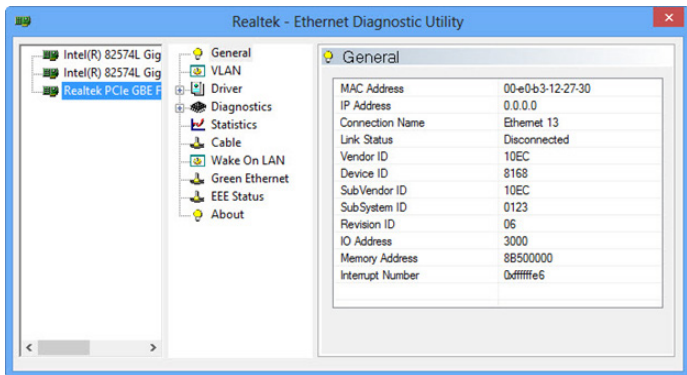 Realtek - Ethernet Diagnostic Utility
Intel(R) 82574L Gig
Intel(R) 82574L Gig
Realtek PCIe GBE F
General
VLAN
Driver
Diagnostics
Statistics
Cable
Wake On LAN
Green Ethernet
EEE Status
About
General
MAC Address 00-e0-b3-12-27-30
IP Address 0.0.0.0
Connection Name Ethernet 13
Link Status Disconnected
Vendor ID 10EC
Device ID 8168
SubVendor ID 10EC
SubSystem ID 0123
Revision ID 06
IO Address 3000
Memory Address 8B500000
Interrupt Number 0xffffffe6